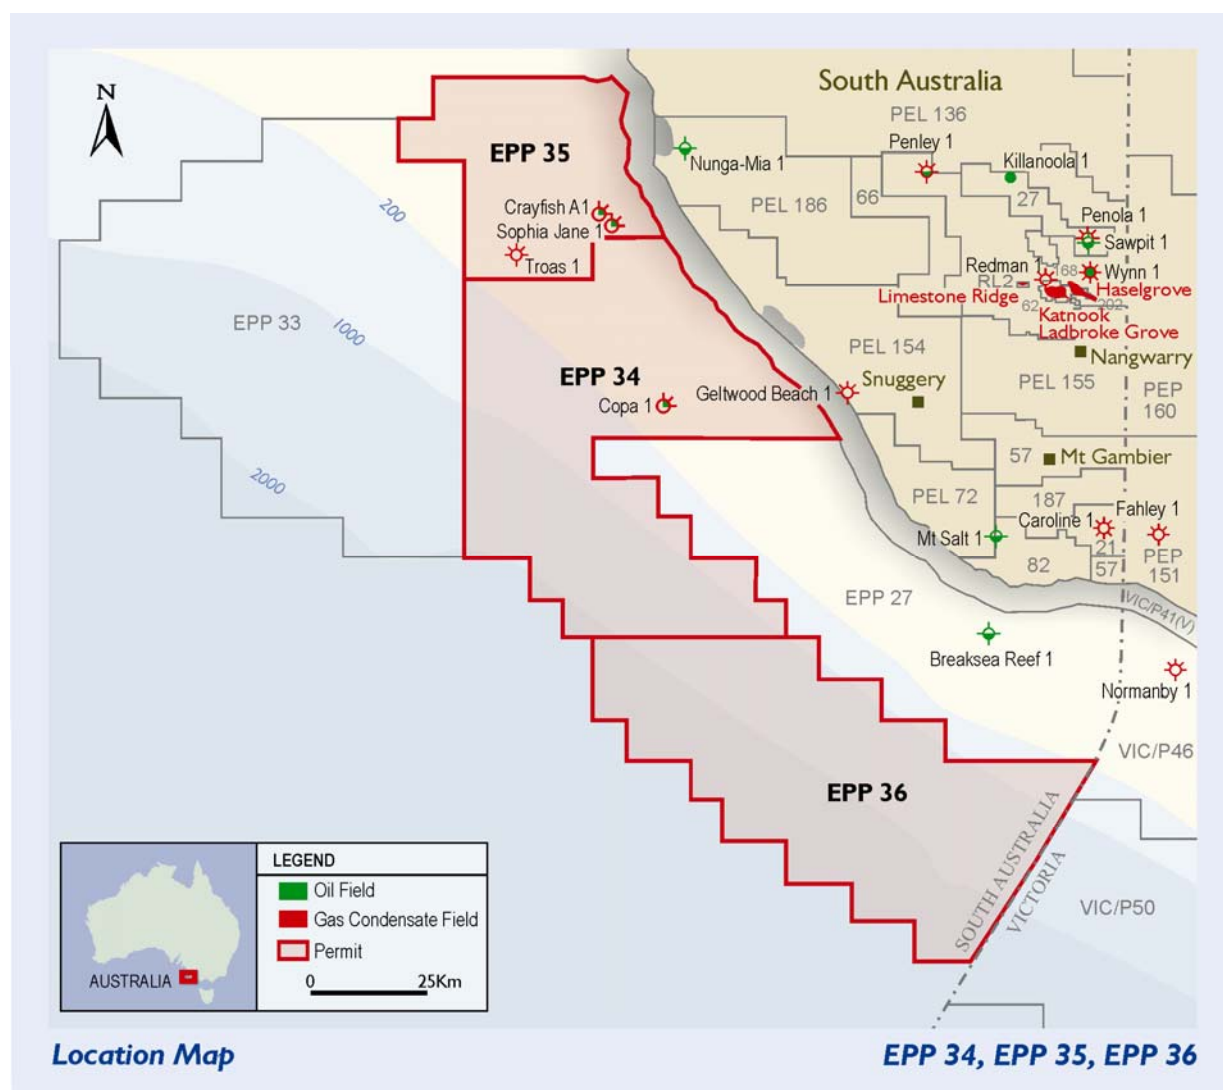 N
South Australia
PEL 136
EPP 35
Nunga-Mia 1
Penley 1
Killanoola 1
PEL 186
66
27
200
Crayfish A1
Sophia Jane 1
Troas 1
Penola 1
Sawpit 1
Redman 1
168
Wynn 1
RL2
Haselgrove
Limestone Ridge
62
202
Katnook
Ladbroke Grove
EPP 33
1000
PEL 154
Nangwarry
EPP 34
Snuggery
PEL 155
PEP
160
Copa 1
Geltwood Beach 1
57
Mt Gambier
2000
PEL 72
187
Caroline 1
Fahley 1
Mt Salt 1
21
82
57
PEP
151
EPP 27
VIC/P41(V)
Breaksea Reef 1
Normanby 1
VIC/P46
EPP 36
SOUTH AUSTRALIA
VICTORIA
VIC/P50
LEGEND
Oil Field
Gas Condensate Field
Permit
0 25Km
AUSTRALIA
Location Map
EPP 34, EPP 35, EPP 36